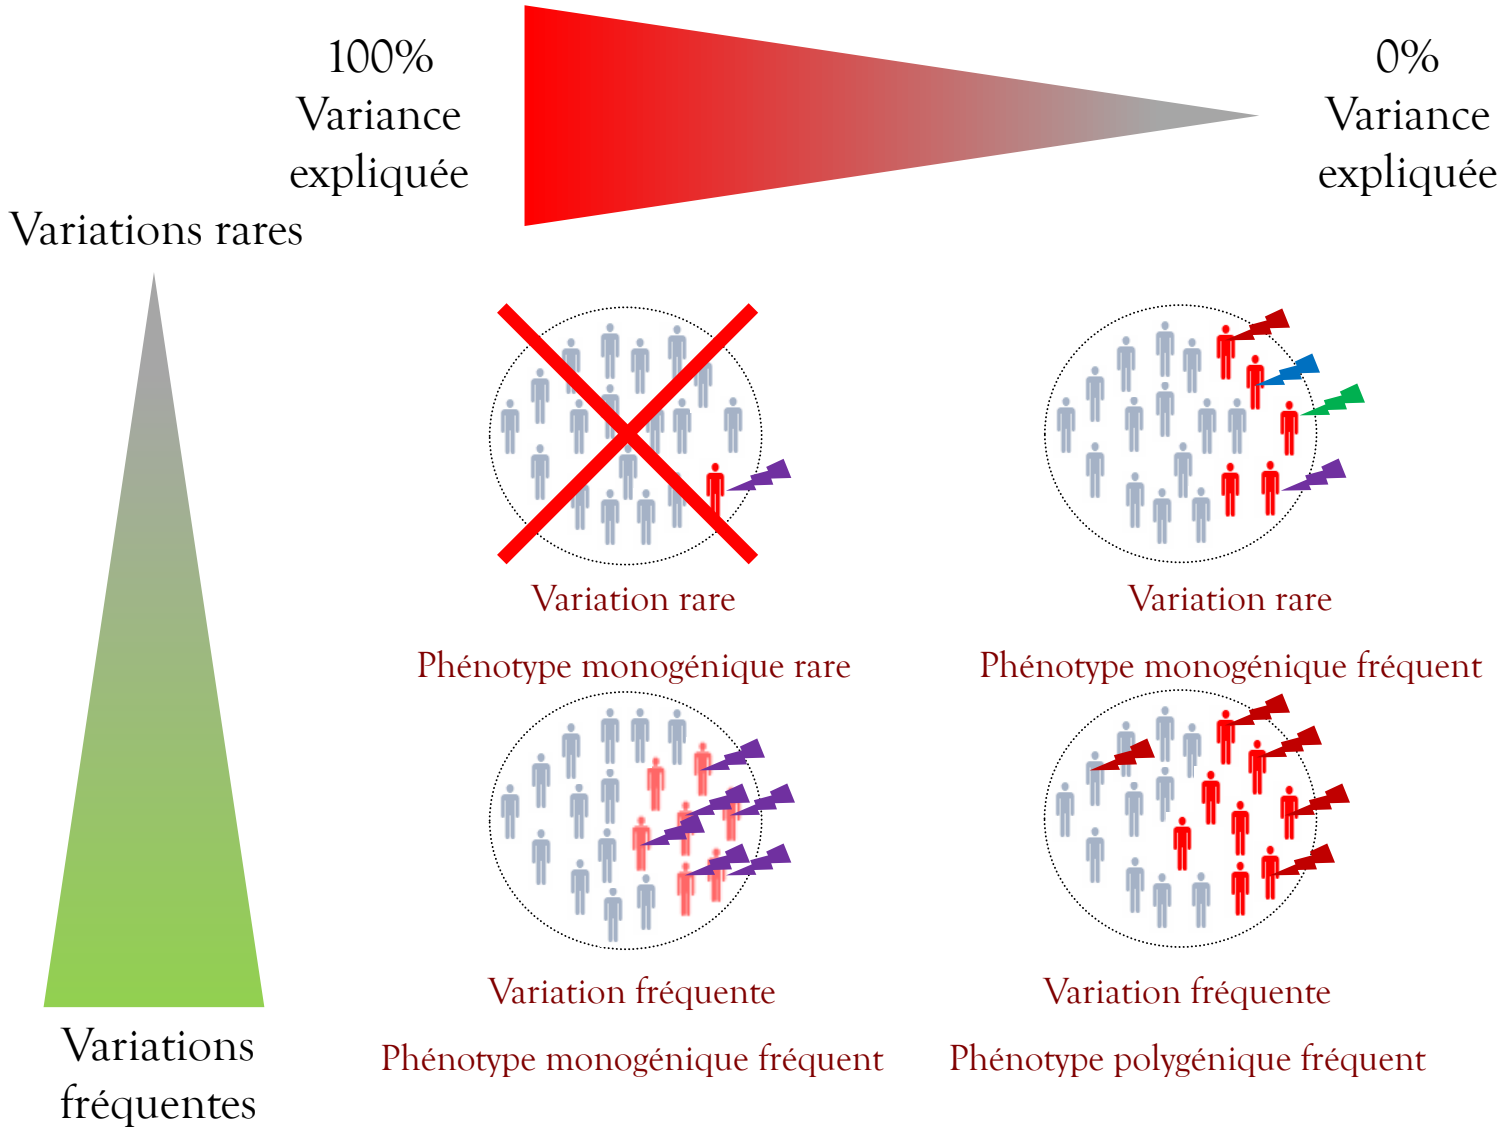 100%
Variance
expliquée
0%
Variance
expliquée
Variations rares
Variation rare
Phénotype monogénique rare
Variation rare
Phénotype monogénique fréquent
Variation fréquente
Phénotype monogénique fréquent
Variation fréquente
Phénotype polygénique fréquent
Variations
fréquentes